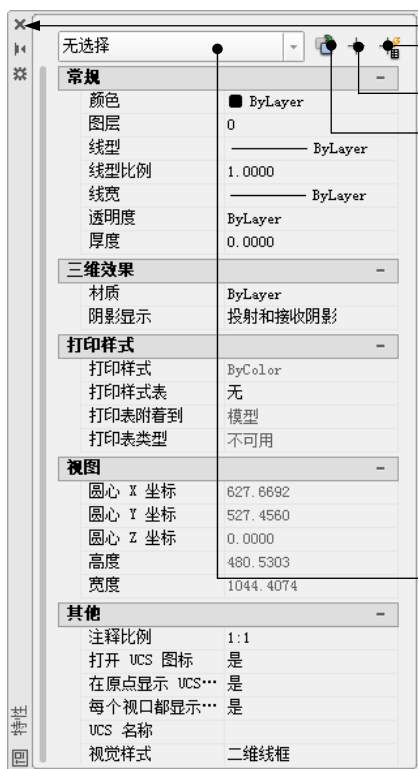 无选择
常规
颜色 ByLayer
图层 0
线型 ByLayer
线型比例 1.0000
线宽 ByLayer
透明度 ByLayer
厚度 0.0000
三维效果
材质 ByLayer
阴影显示 投射和接收阴影
打印样式
打印样式 ByColor
打印样式表 无
打印表附着到 模型
打印表类型 不可用
视图
圆心 X 坐标 627.6692
圆心 Y 坐标 527.4560
圆心 Z 坐标 0.0000
高度 480.5303
宽度 1044.4074
其他
注释比例 1:1
打开 UCS 图标 是
在原点显示 UCS… 是
每个视口都显示… 是
UCS 名称
视觉样式 二维线框
特性